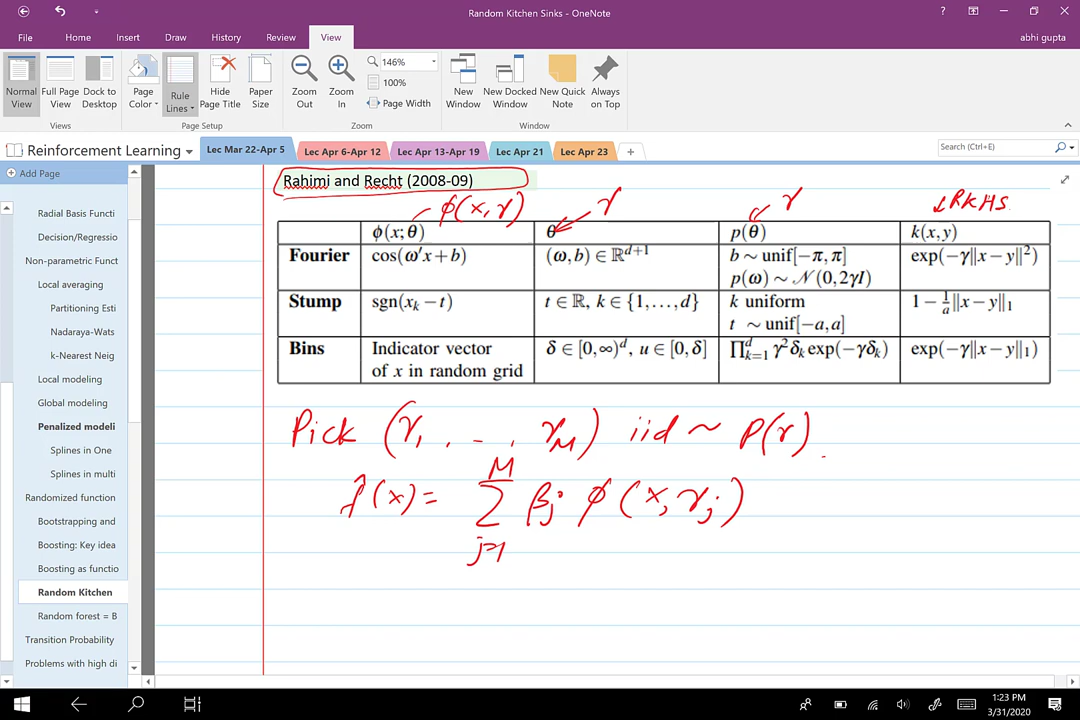 Random Kitchen Sinks - OneNote
?
File Home Insert Draw History Review View abhi gupta
Normal View Full Page View Dock to Desktop
Page Color Rule Lines Hide Page Title Paper Size
Zoom Out Zoom In 146% 100% Page Width
New Window New Docked Window New Quick Note Always on Top
Views Page Setup Zoom Window
Reinforcement Learning Lec Mar 22-Apr 5 Lec Apr 6-Apr 12 Lec Apr 13-Apr 19 Lec Apr 21 Lec Apr 23 + Search (Ctrl+E)
Add Page
Radial Basis Functi
Decision/Regressio
Non-parametric Funct
Local averaging
Partitioning Esti
Nadaraya-Wats
k-Nearest Neig
Local modeling
Global modeling
Penalized modeli
Splines in One
Splines in multi
Randomized function
Bootstrapping and
Boosting: Key idea
Boosting as functio
Random Kitchen
Random forest = B
Transition Probability
Problems with high di
Rahimi and Recht (2008-09)
ϕ(x,γ) γ γ ↓RKHS
ϕ(x;θ) θ p(θ) k(x,y)
Fourier cos(ω′x+b) (ω,b) ∈ ℝ^{d+1} b ∼ unif[−π,π] exp(−γ‖x−y‖²)
p(ω) ∼ 𝒩(0,2γI)
Stump sgn(x_k−t) t ∈ ℝ, k ∈ {1,…,d} k uniform 1−1/a‖x−y‖₁
t ∼ unif[−a,a]
Bins Indicator vector δ ∈ [0,∞)^d, u ∈ [0,δ] ∏_{k=1}^d γ²δ_k exp(−γδ_k) exp(−γ‖x−y‖₁)
of x in random grid
Pick (γ₁, . . . , γ_M) iid ~ p(γ).
f̂(x) = ∑_{j=1}^M β_j ϕ(x,γ_j)
1:23 PM
3/31/2020